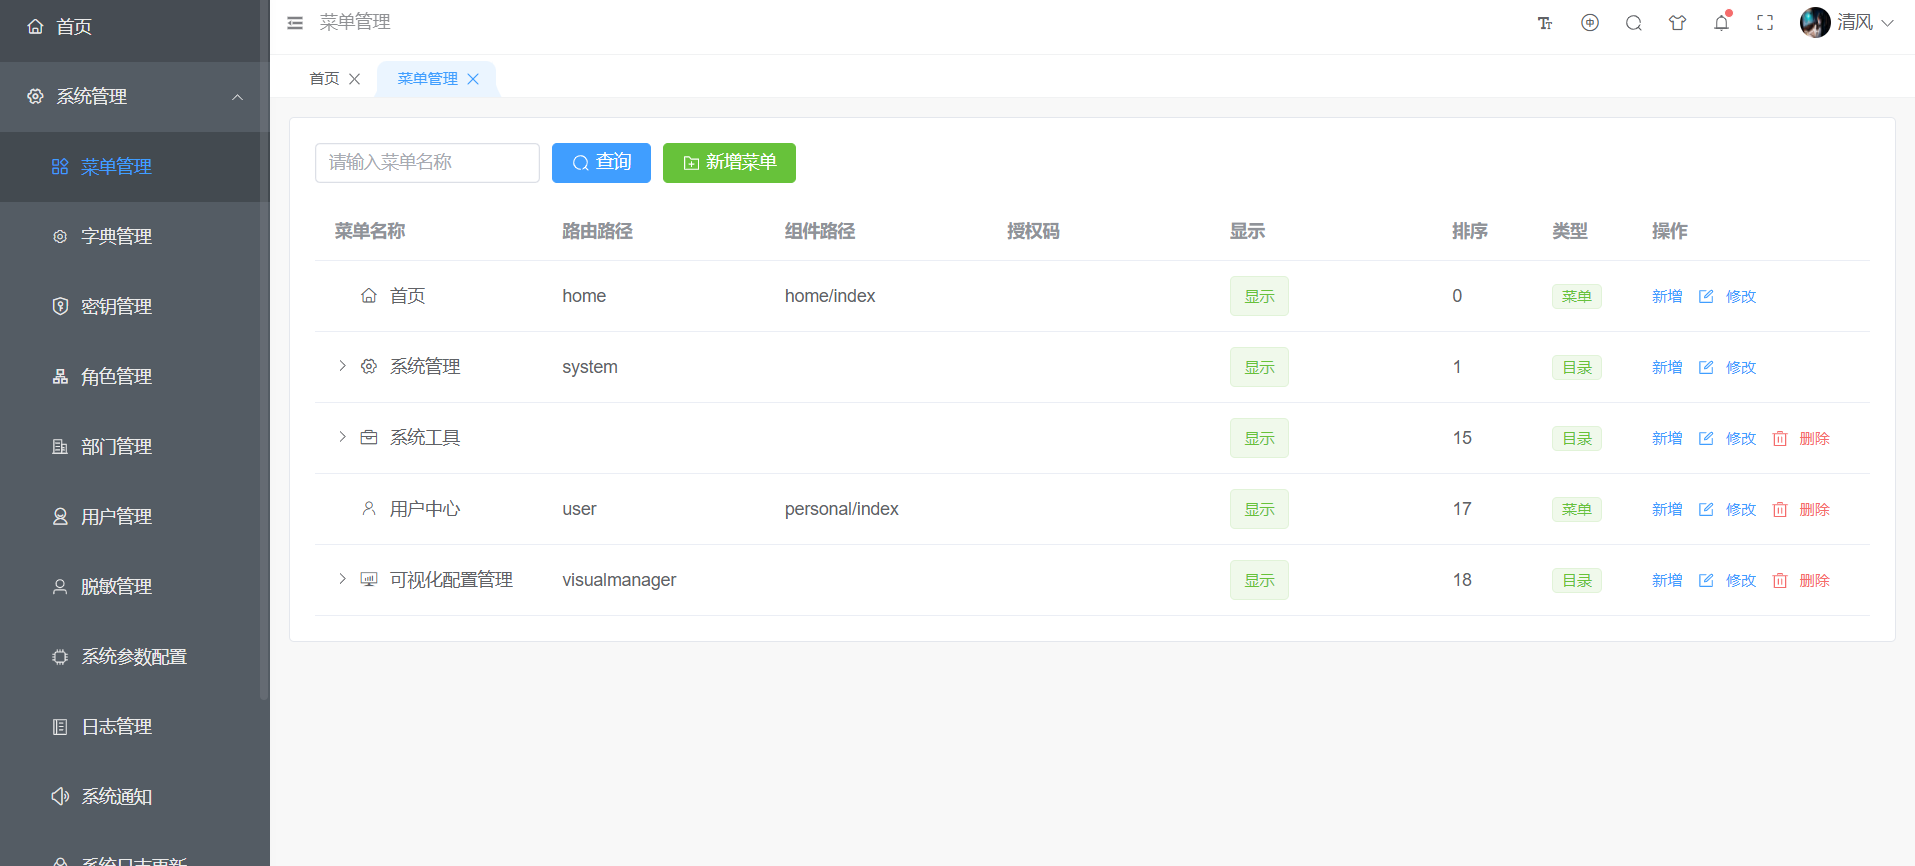 首页
系统管理
菜单管理
字典管理
密钥管理
角色管理
部门管理
用户管理
脱敏管理
系统参数配置
日志管理
系统通知
系统日志更新
菜单管理
清风
首页
菜单管理
请输入菜单名称 查询 新增菜单
菜单名称 路由路径 组件路径 授权码 显示 排序 类型 操作
首页 home home/index 显示 0 菜单 新增 修改
系统管理 system 显示 1 目录 新增 修改
系统工具 显示 15 目录 新增 修改 删除
用户中心 user personal/index 显示 17 菜单 新增 修改 删除
可视化配置管理 visualmanager 显示 18 目录 新增 修改 删除